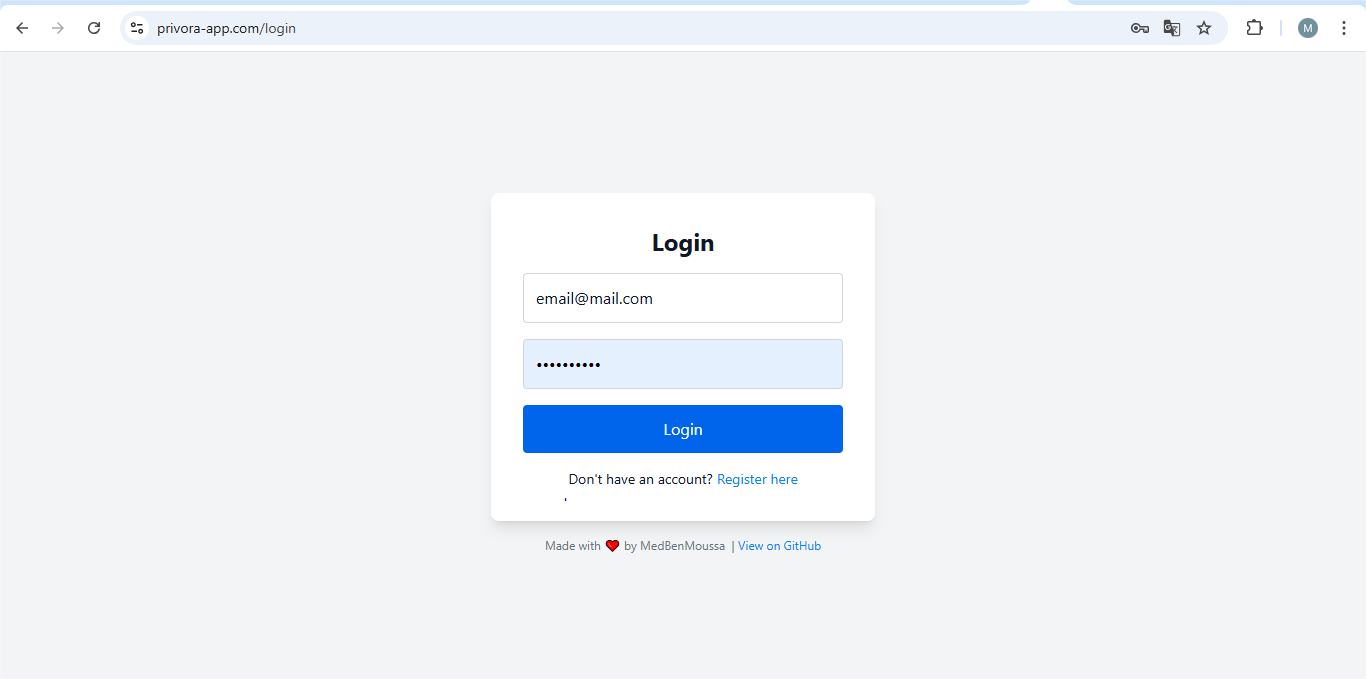 privora-app.com/login
M
Login
email@mail.com
••••••••••
Login
Don't have an account? Register here
Made with ❤️ by MedBenMoussa | View on GitHub